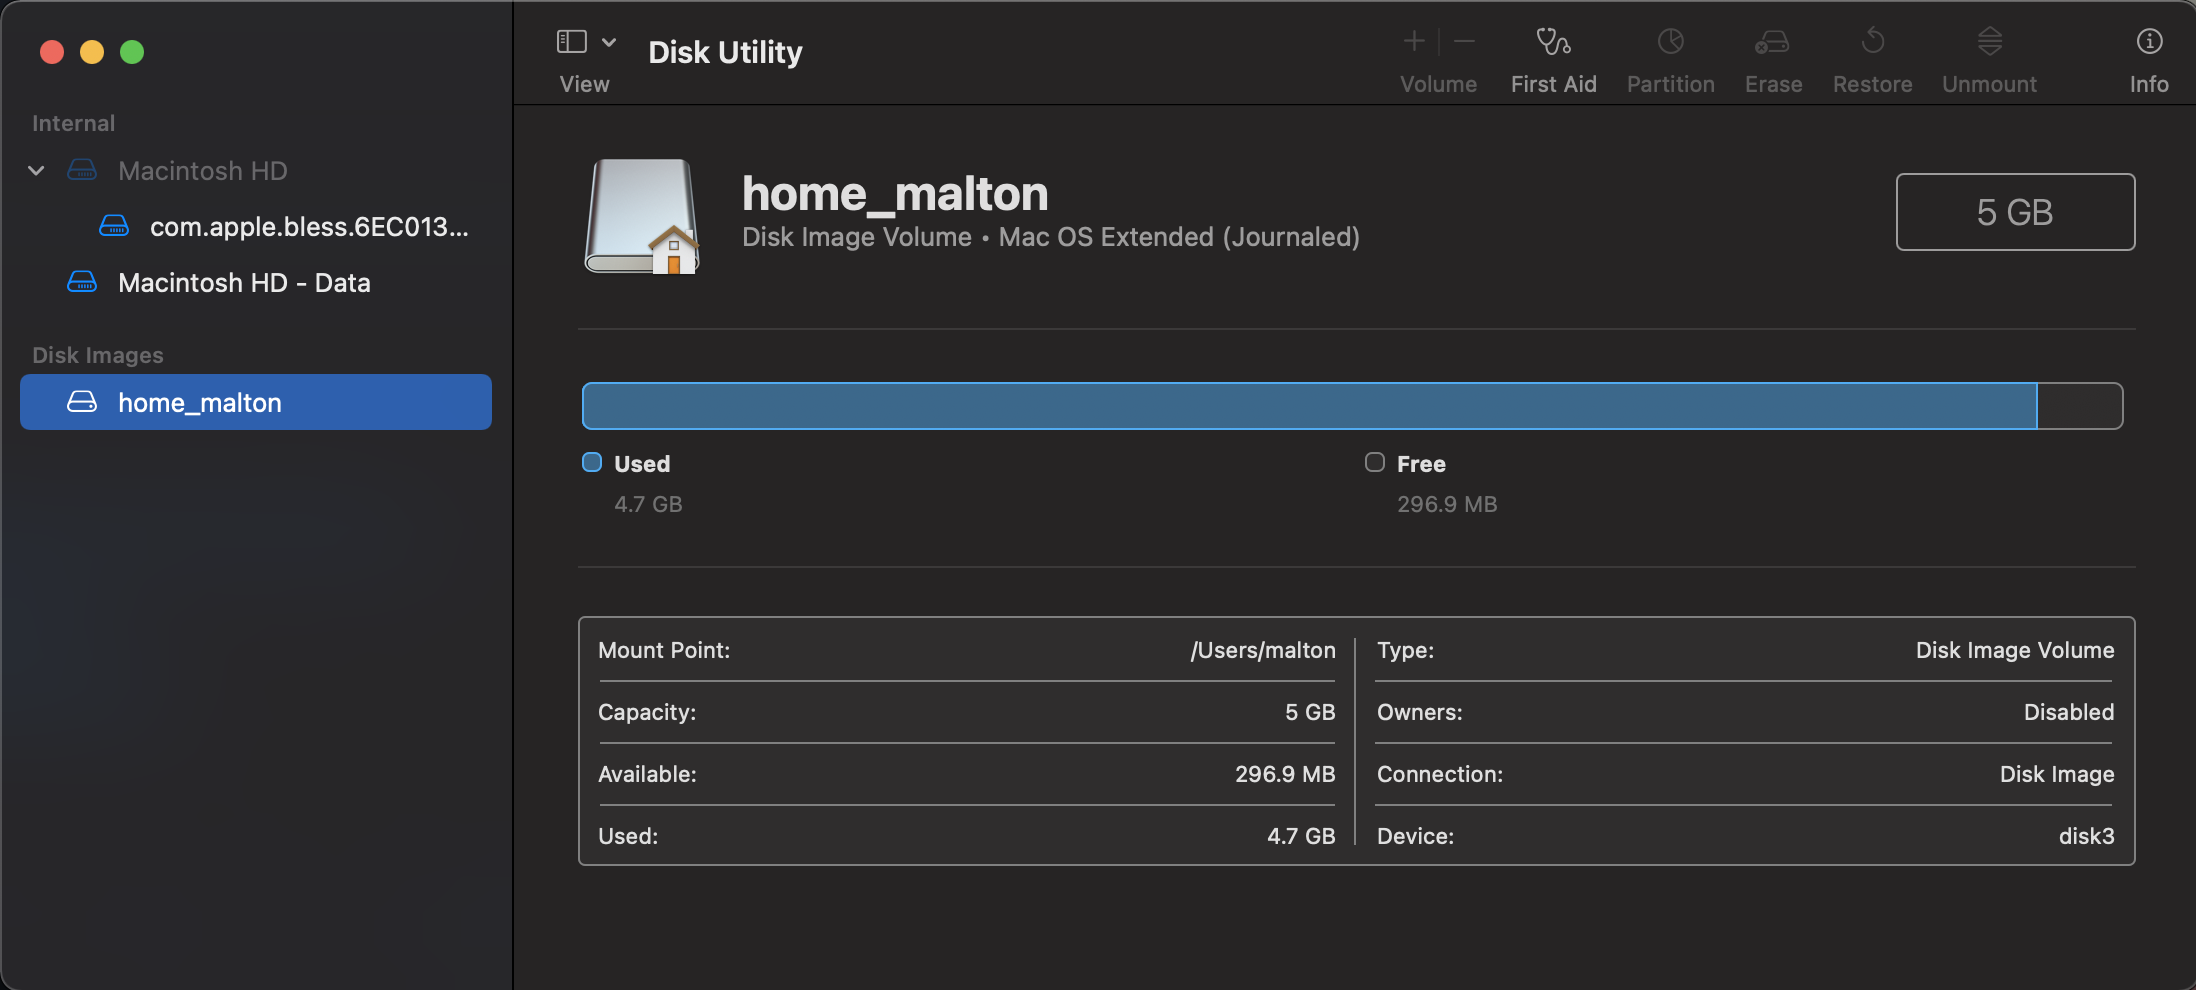 View
Disk Utility
Volume
First Aid
Partition
Erase
Restore
Unmount
Info
Internal
Macintosh HD
com.apple.bless.6EC013...
Macintosh HD - Data
Disk Images
home_malton
home_malton
Disk Image Volume • Mac OS Extended (Journaled)
5 GB
Used
4.7 GB
Free
296.9 MB
Mount Point: /Users/malton
Capacity: 5 GB
Available: 296.9 MB
Used: 4.7 GB
Type: Disk Image Volume
Owners: Disabled
Connection: Disk Image
Device: disk3